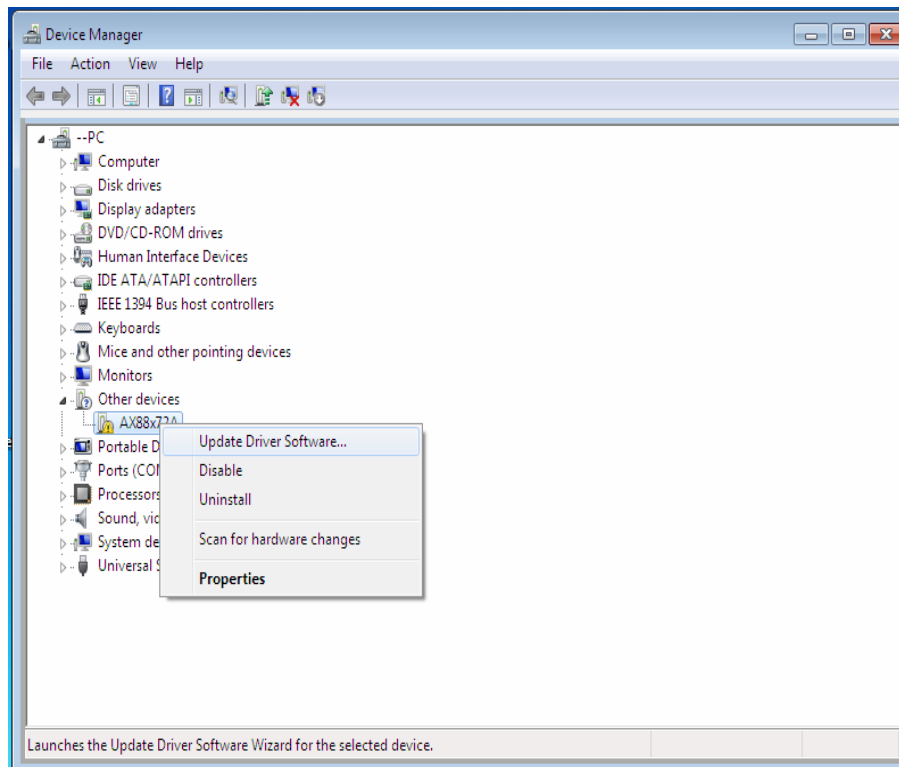 Device Manager
File Action View Help
--PC
Computer
Disk drives
Display adapters
DVD/CD-ROM drives
Human Interface Devices
IDE ATA/ATAPI controllers
IEEE 1394 Bus host controllers
Keyboards
Mice and other pointing devices
Monitors
Other devices
AX88x72A
Update Driver Software...
Portable D
Disable
Ports (COM
Uninstall
Processors
Sound, vid
Scan for hardware changes
System de
Universal S
Properties
Launches the Update Driver Software Wizard for the selected device.